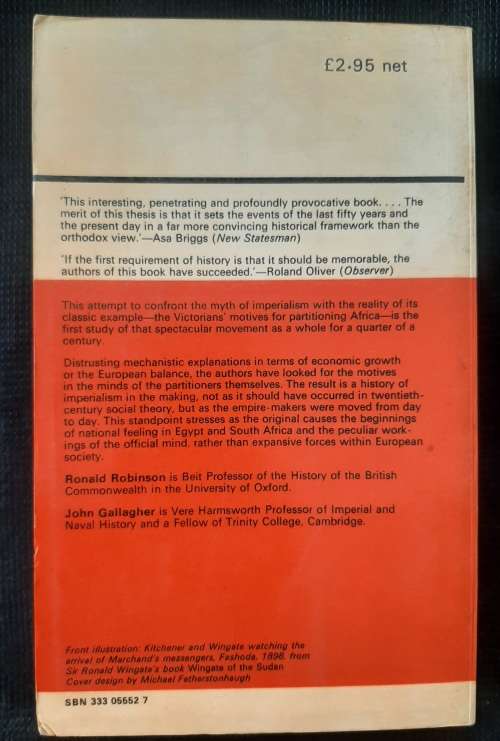 £2·95 net
'This interesting, penetrating and profoundly provocative book. . . . The
merit of this thesis is that it sets the events of the last fifty years and
the present day in a far more convincing historical framework than the
orthodox view.'—Asa Briggs (New Statesman)
'If the first requirement of history is that it should be memorable, the
authors of this book have succeeded.'—Roland Oliver (Observer)
This attempt to confront the myth of imperialism with the reality of its
classic example—the Victorians' motives for partitioning Africa—is the
first study of that spectacular movement as a whole for a quarter of a
century.
Distrusting mechanistic explanations in terms of economic growth
or the European balance, the authors have looked for the motives
in the minds of the partitioners themselves. The result is a history of
imperialism in the making, not as it should have occurred in twentieth-
century social theory, but as the empire-makers were moved from day
to day. This standpoint stresses as the original causes the beginnings
of national feeling in Egypt and South Africa and the peculiar work-
ings of the official mind, rather than expansive forces within European
society.
Ronald Robinson is Beit Professor of the History of the British
Commonwealth in the University of Oxford.
John Gallagher is Vere Harmsworth Professor of Imperial and
Naval History and a Fellow of Trinity College, Cambridge.
Front illustration: Kitchener and Wingate watching the
arrival of Marchand's messengers, Fashoda, 1898, from
Sir Ronald Wingate's book Wingate of the Sudan
Cover design by Michael Fetherstonhaugh
SBN 333 05552 7